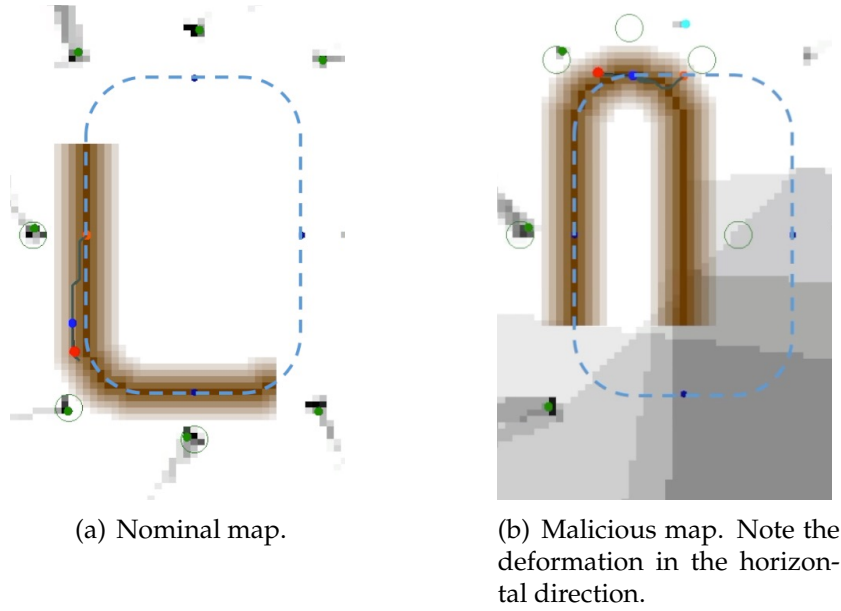 (a) Nominal map.
(b) Malicious map. Note the
deformation in the horizon-
tal direction.